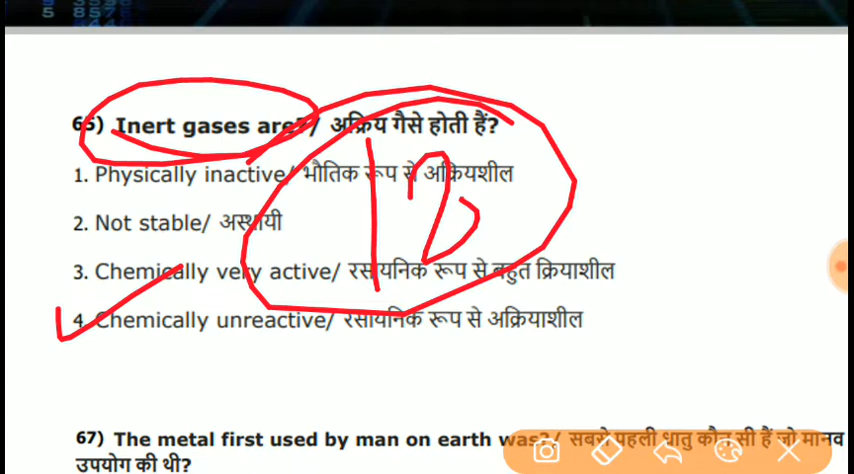 65) Inert gases are?/ अक्रिय गैसे होती हैं?
1. Physically inactive/ भौतिक रूप से अक्रियशील
2. Not stable/ अस्थायी
3. Chemically very active/ रसायनिक रूप से बहुत क्रियाशील
4. Chemically unreactive/ रसायनिक रूप से अक्रियाशील
18
67) The metal first used by man on earth was?/ सबसे पहली धातु कौन सी हैं जो मानव
उपयोग की थी?